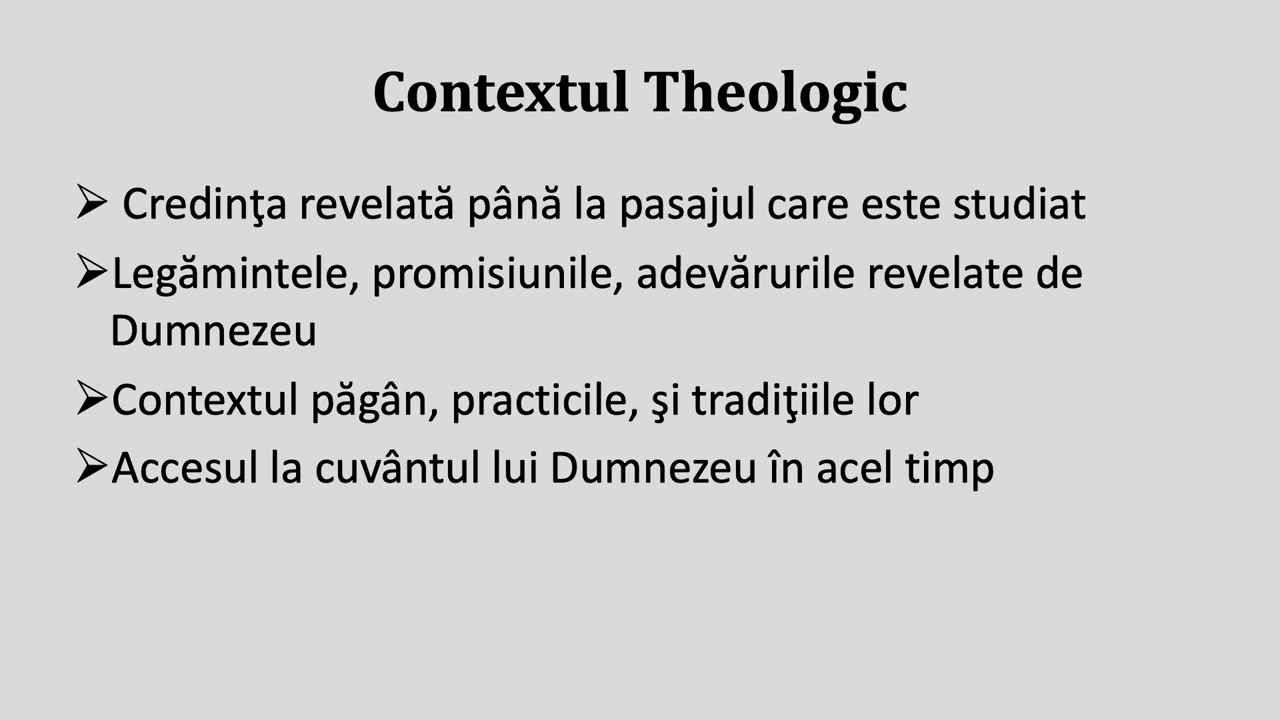 Contextul Theologic
➢ Credinţa revelată până la pasajul care este studiat
➢Legămintele, promisiunile, adevărurile revelate de
Dumnezeu
➢Contextul păgân, practicile, şi tradiţiile lor
➢Accesul la cuvântul lui Dumnezeu în acel timp